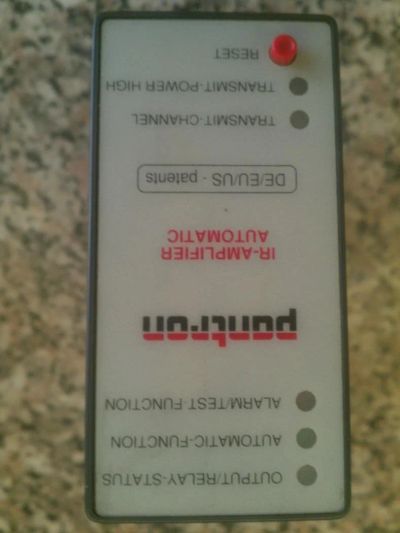 OUTPUT/RELAY-STATUS
AUTOMATIC-FUNCTION
ALARM/TEST-FUNCTION
pantron
IR-AMPLIFIER
AUTOMATIC
DE/EU/US - patents
TRANSMIT-CHANNEL
TRANSMIT-POWER HIGH
RESET